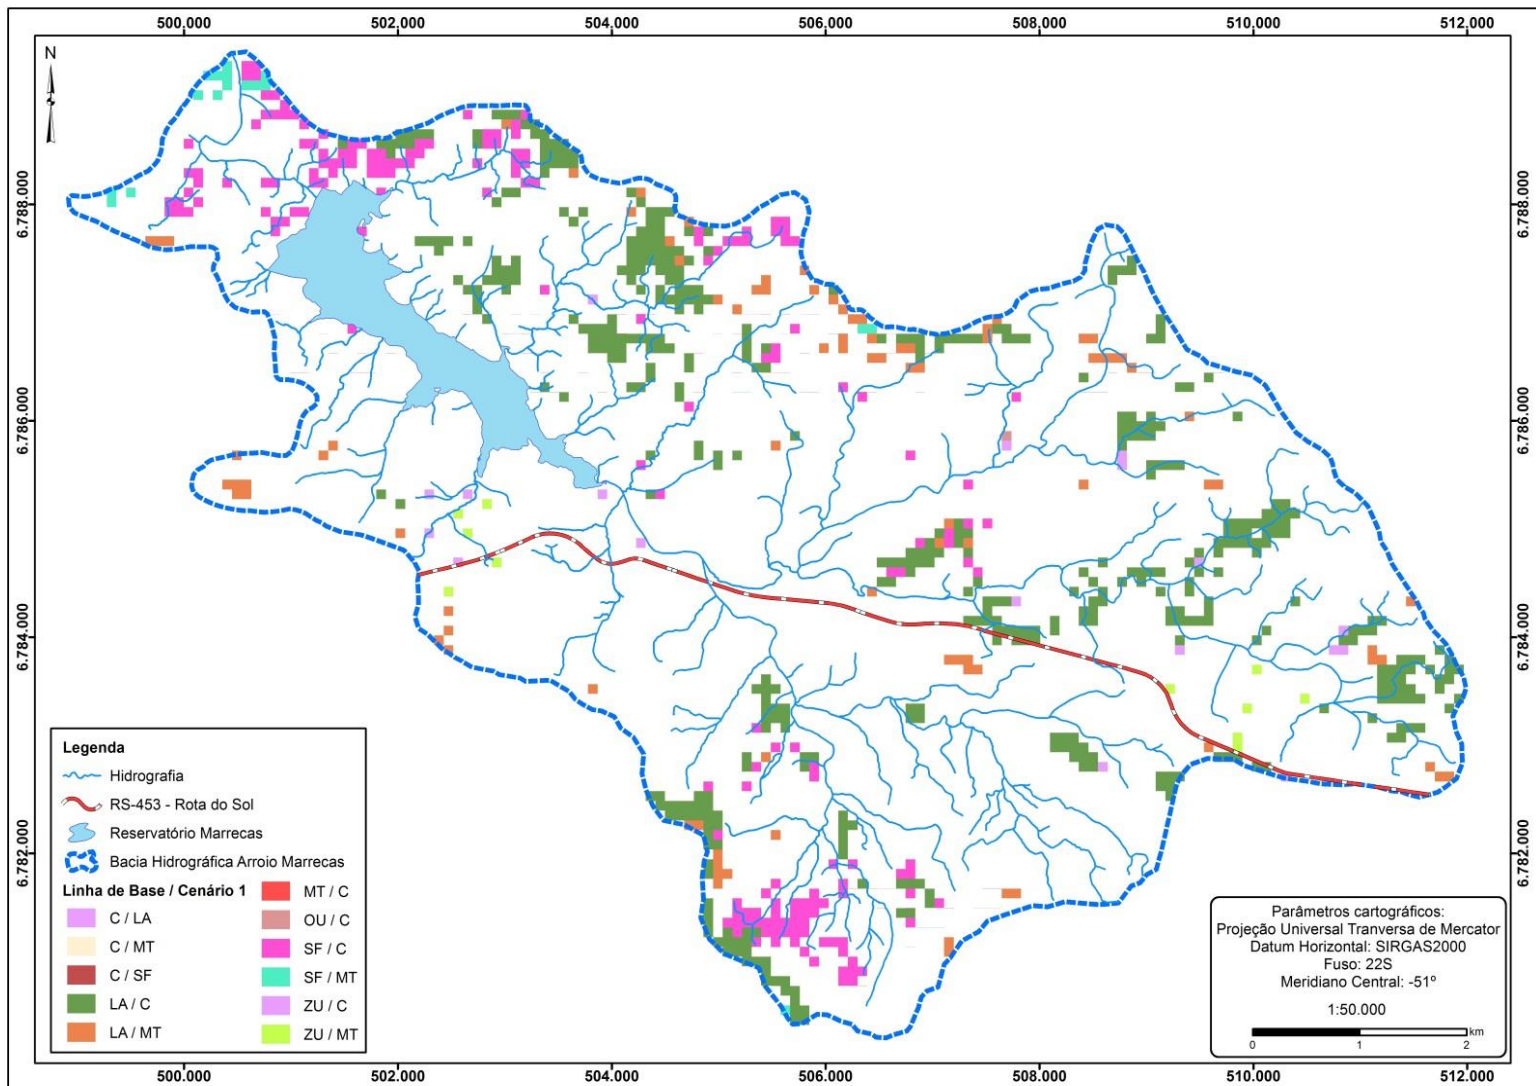 500.000 502.000 504.000 506.000 508.000 510.000 512.000
N
6.788.000 6.788.000
6.786.000 6.786.000
6.784.000 6.784.000
6.782.000 6.782.000
Legenda
Hidrografia
RS-453 - Rota do Sol
Reservatório Marrecas
Bacia Hidrográfica Arroio Marrecas
Linha de Base / Cenário 1
C / LA
C / MT
C / SF
LA / C
LA / MT
MT / C
OU / C
SF / C
SF / MT
ZU / C
ZU / MT
Parâmetros cartográficos:
Projeção Universal Tranversa de Mercator
Datum Horizontal: SIRGAS2000
Fuso: 22S
Meridiano Central: -51º
1:50.000
km
0 1 2
500.000 502.000 504.000 506.000 508.000 510.000 512.000